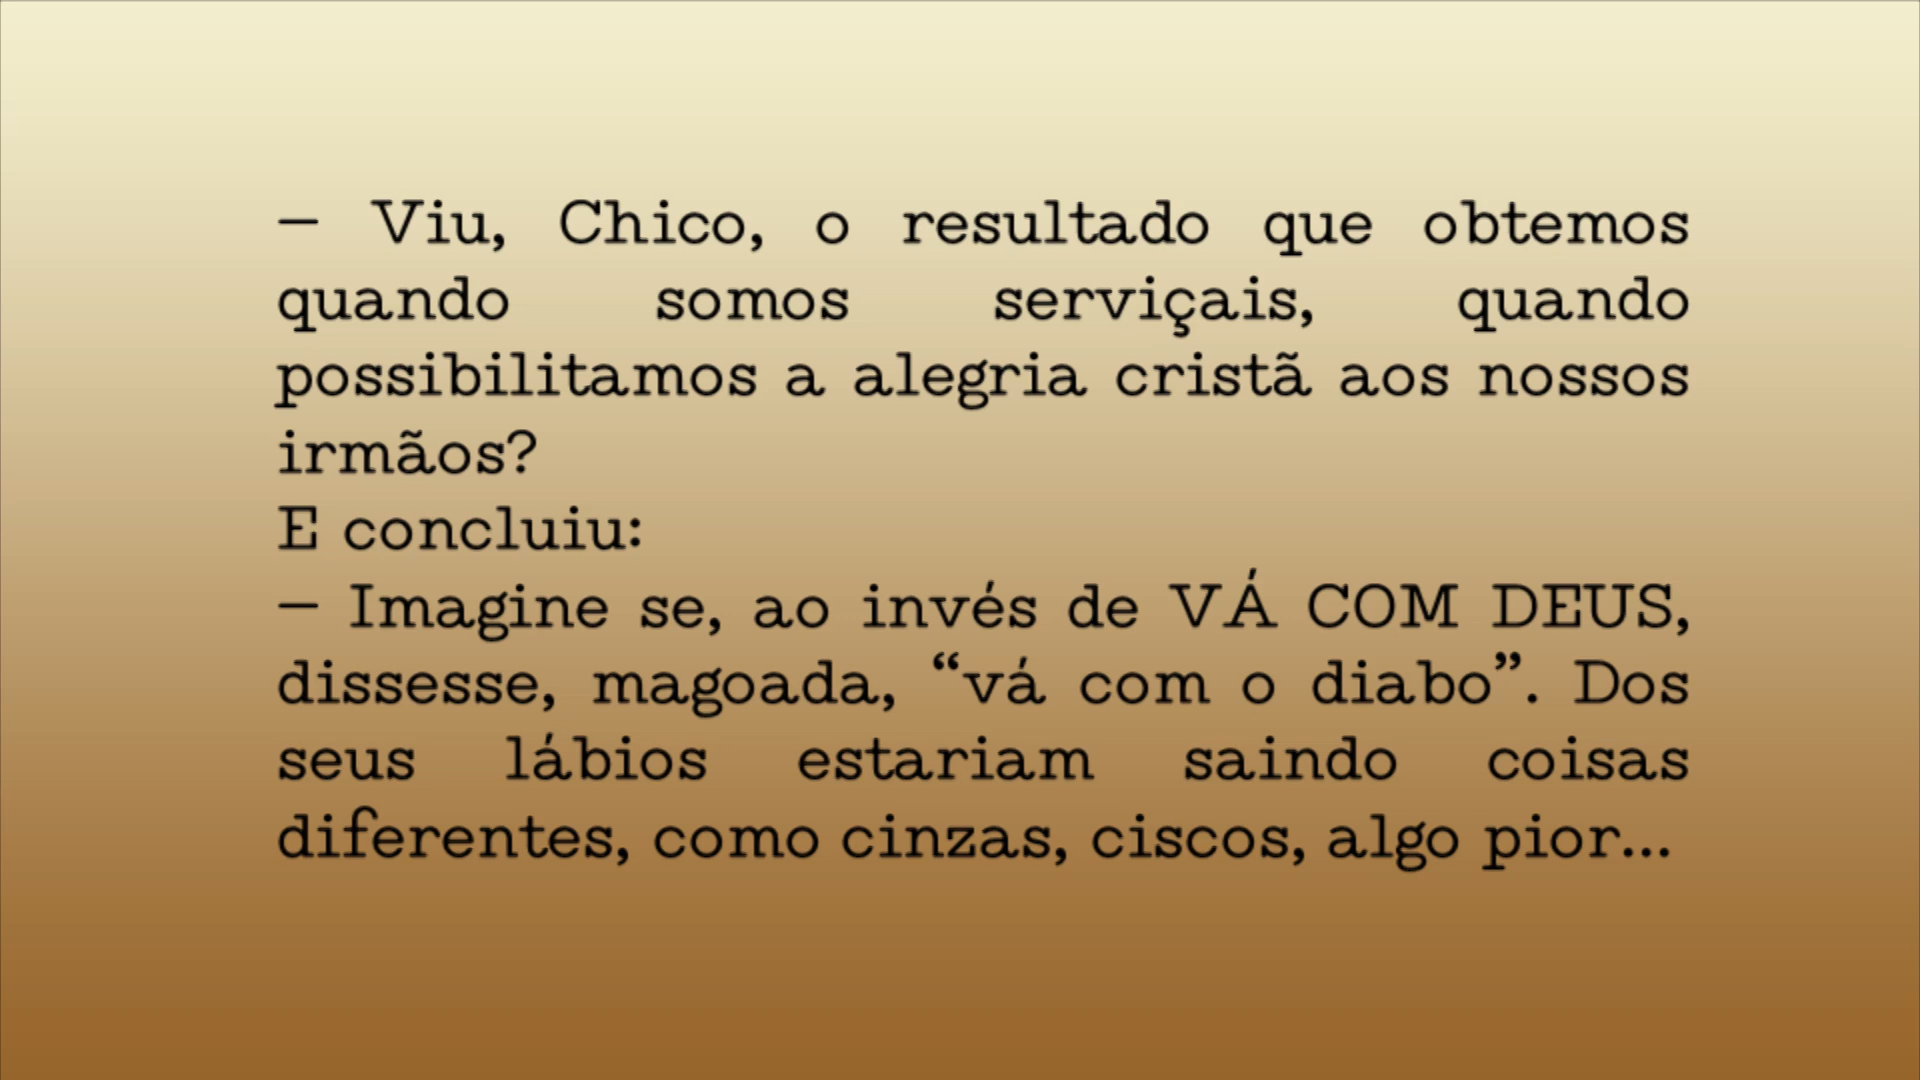 — Viu, Chico, o resultado que obtemos
quando somos serviçais, quando
possibilitamos a alegria cristã aos nossos
irmãos?
E concluiu:
— Imagine se, ao invés de VÁ COM DEUS,
dissesse, magoada, “vá com o diabo”. Dos
seus lábios estariam saindo coisas
diferentes, como cinzas, ciscos, algo pior...